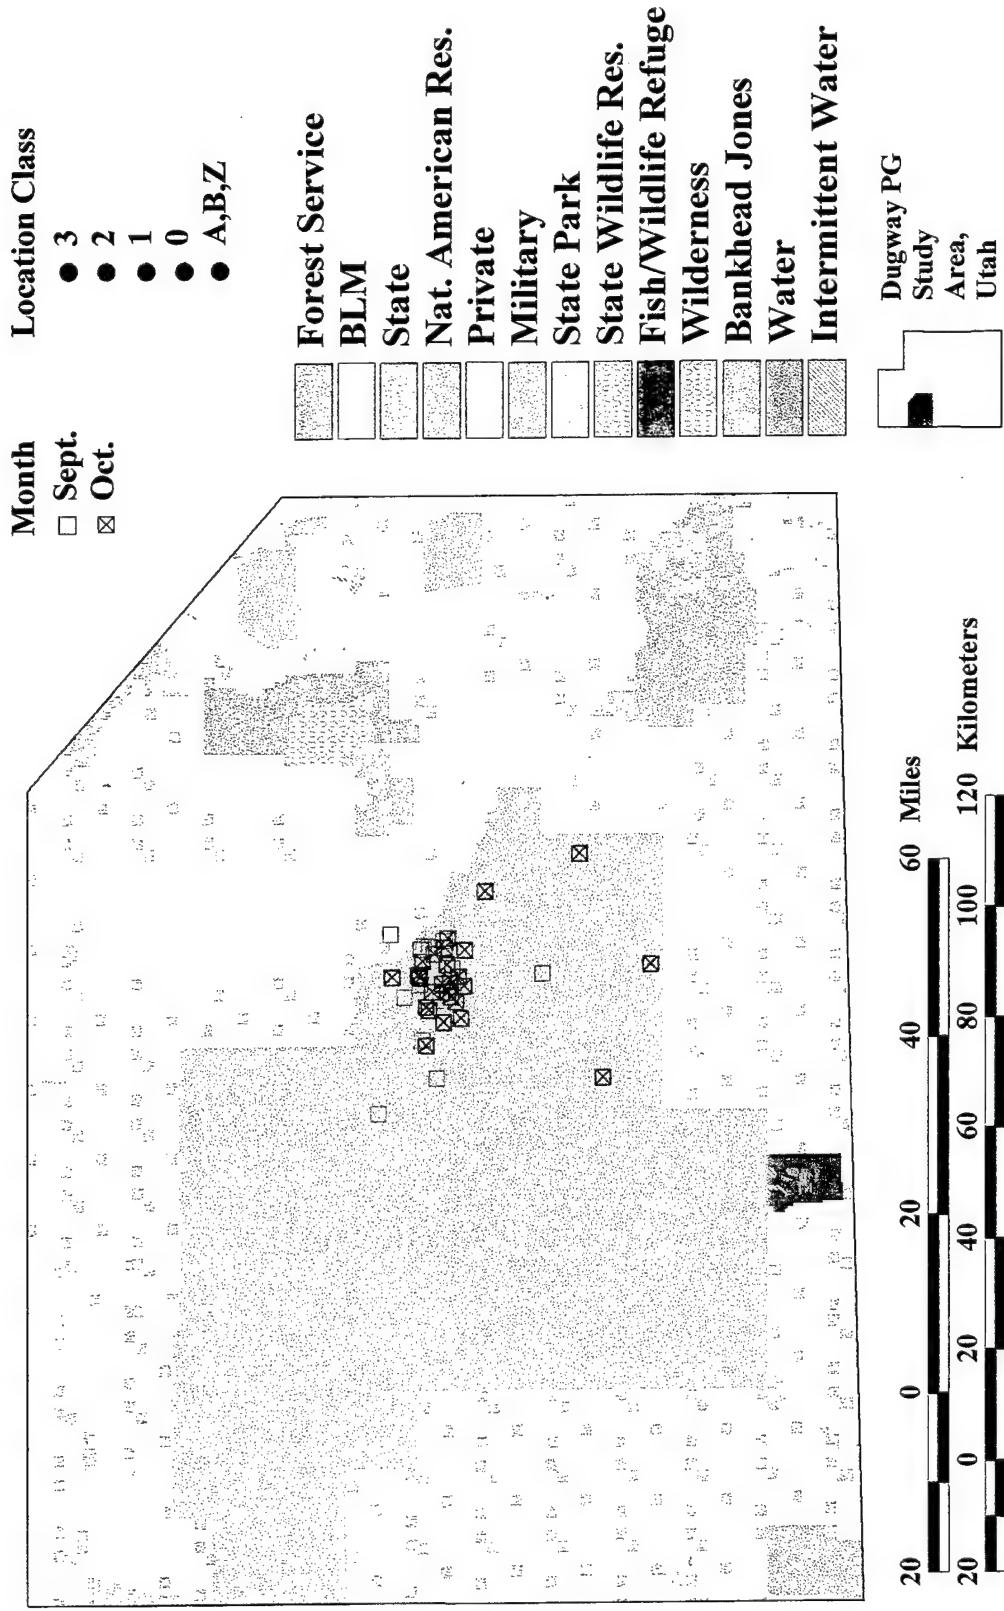 Month
Sept.
Oct.
Location Class
3
2
1
0
A,B,Z
Forest Service
BLM
State
Nat. American Res.
Private
Military
State Park
State Wildlife Res.
Fish/Wildlife Refuge
Wilderness
Bankhead Jones
Water
Intermittent Water
Dugway PG
Study
Area,
Utah
20 0 20 40 60 Miles
20 0 20 40 60 80 100 120 Kilometers